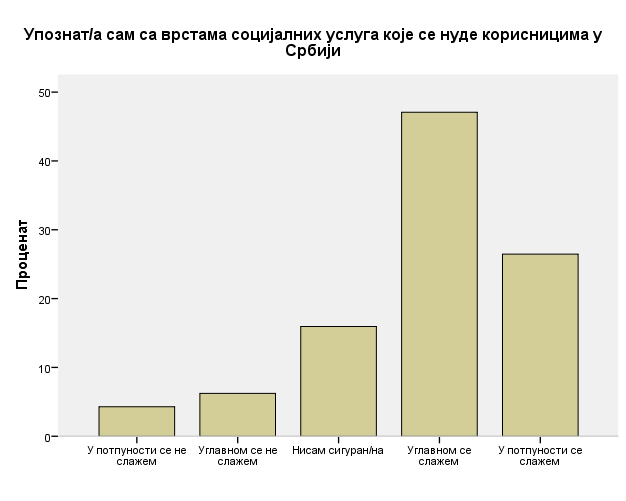 Упознат/а сам са врстама социјалних услуга које се нуде корисницима у
Србији
Проценат
50
40
30
20
10
0
У потпуности се не
слажем
Углавном се не
слажем
Нисам сигуран/на
Углавном се
слажем
У потпуности се
слажем